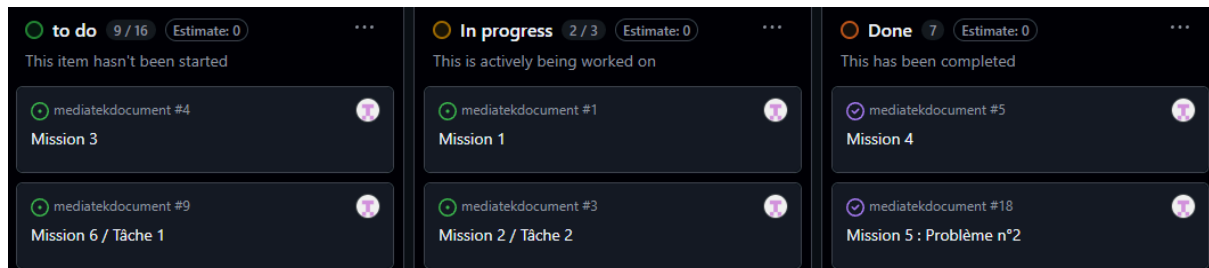 to do 9 / 16 Estimate: 0 ...
This item hasn't been started
mediatekdocument #4
Mission 3
mediatekdocument #9
Mission 6 / Tâche 1
In progress 2 / 3 Estimate: 0 ...
This is actively being worked on
mediatekdocument #1
Mission 1
mediatekdocument #3
Mission 2 / Tâche 2
Done 7 Estimate: 0 ...
This has been completed
mediatekdocument #5
Mission 4
mediatekdocument #18
Mission 5 : Problème n°2